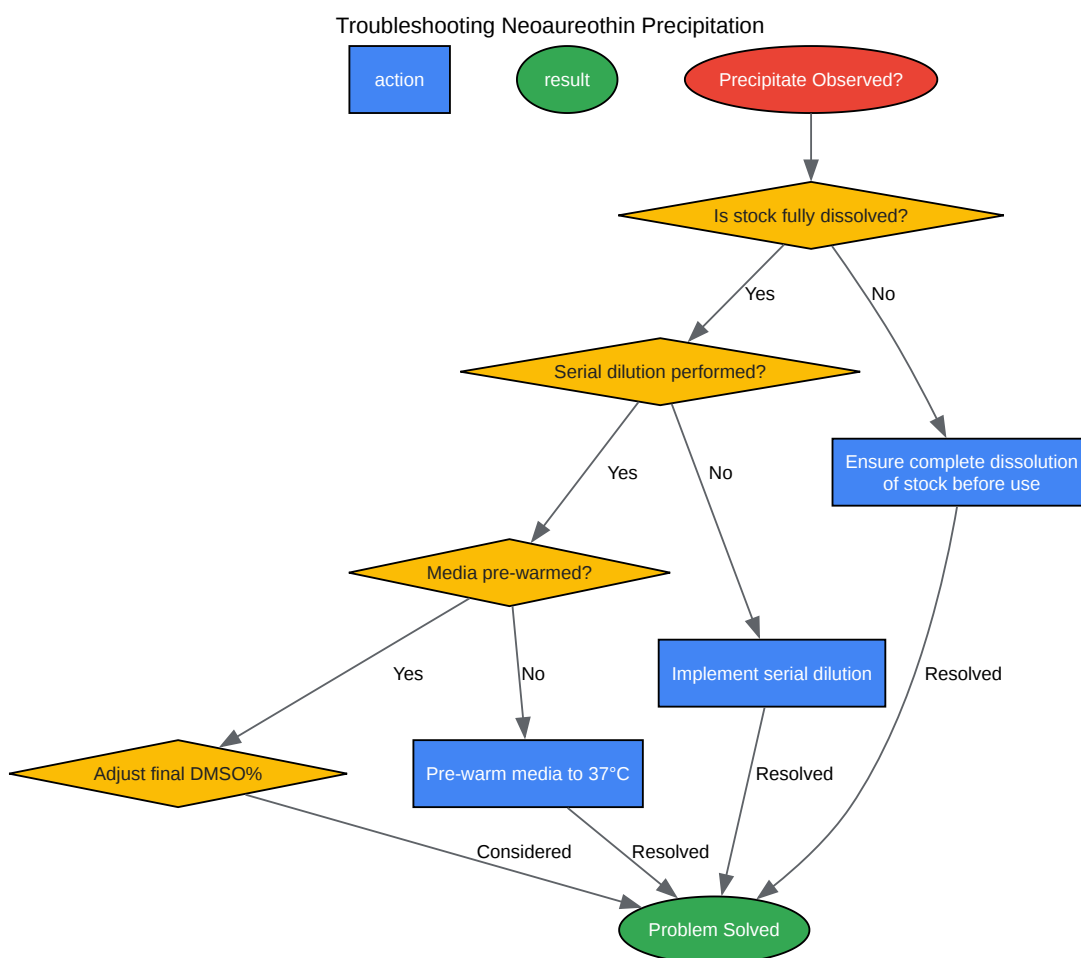 Troubleshooting Neoaureothin Precipitation
action
result
Precipitate Observed?
Is stock fully dissolved?
Yes
No
Serial dilution performed?
Ensure complete dissolution
of stock before use
Yes
No
Media pre-warmed?
Implement serial dilution
Resolved
Yes
No
Adjust final DMSO%
Pre-warm media to 37°C
Resolved
Considered
Resolved
Problem Solved